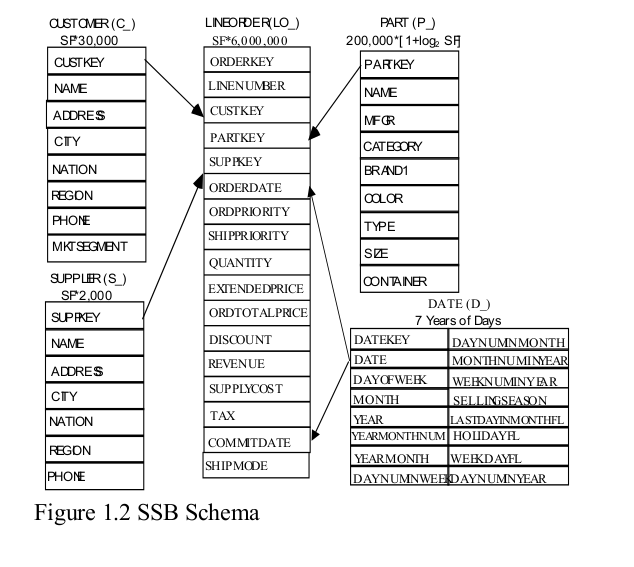 CUSTOMER (C_)
SF*30,000
CUSTKEY
NAME
ADDRESS
CITY
NATION
REGION
PHONE
MKTSEGMENT
SUPPLIER (S_)
SF*2,000
SUPPKEY
NAME
ADDRESS
CITY
NATION
REGION
PHONE
LINEORDER(LO_)
SF*6,000,000
ORDERKEY
LINENUMBER
CUSTKEY
PARTKEY
SUPPKEY
ORDERDATE
ORDPRIORITY
SHIPPRIORITY
QUANTITY
EXTENDEDPRICE
ORDTOTALPRICE
DISCOUNT
REVENUE
SUPPLYCOST
TAX
COMMITDATE
SHIPMODE
PART (P_)
200,000*[1+log₂ SF]
PARTKEY
NAME
MFGR
CATEGORY
BRAND1
COLOR
TYPE
SIZE
CONTAINER
DATE (D_)
7 Years of Days
DATEKEY DAYNUMINMONTH
DATE MONTHNUMINYEAR
DAYOFWEEK WEEKNUMINYEAR
MONTH SELLINGSEASON
YEAR LASTDAYINMONTHFL
YEARMONTHNUM HOLIDAYFL
YEARMONTH WEEKDAYFL
DAYNUMINWEEK DAYNUMINYEAR
Figure 1.2 SSB Schema